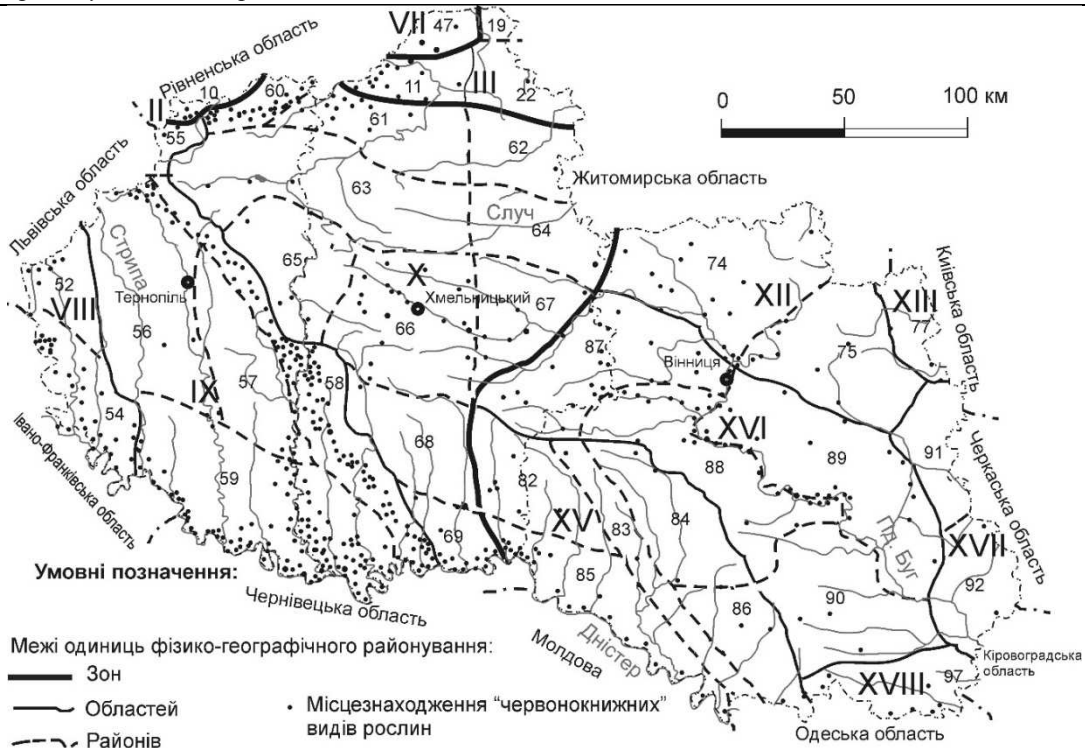 VII
47
19
Рівненська область
10
60
11
III
22
0 50 100 км
II
55
61
62
Львівська область
63
Случ
64
Житомирська область
Стрипа
52
VIII
Тернопіль
65
X
Хмельницький
67
66
74
XII
Київська область
XIII
77
75
56
87
Вінниця
IX
57
58
54
XVI
91
88
89
Черкаська область
Івано-Франківська область
59
68
82
XV
83
84
Пд. Буг
XVII
69
85
92
86
90
Умовні позначення:
Чернівецька область
Молдова
Дністер
Кіровоградська
область
XVIII
97
Одеська область
Межі одиниць фізико-географічного районування:
Зон
Областей
Районів
Місцезнаходження “червонокнижних”
видів рослин